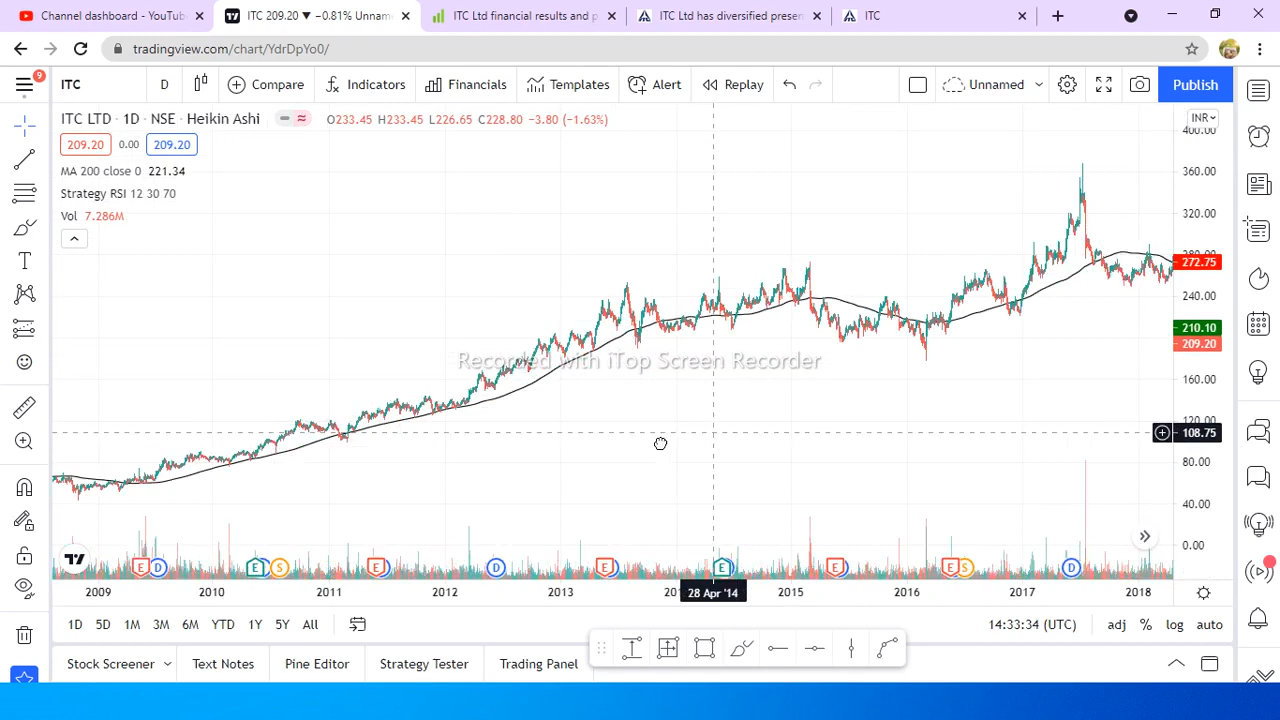 Channel dashboard - YouTu
ITC 209.20 ▼ −0.81% Unnam
ITC Ltd financial results and p
ITC Ltd has diversified presen
ITC
tradingview.com/chart/YdrDpYo0/
9
ITC
D
Compare
Indicators
Financials
Templates
Alert
Replay
Unnamed
Publish
ITC LTD · 1D · NSE · Heikin Ashi
O233.45 H233.45 L226.65 C228.80 −3.80 (−1.63%)
INR
209.20 0.00 209.20
MA 200 close 0 221.34
Strategy RSI 12 30 70
Vol 7.286M
400.00
360.00
320.00
280.00
272.75
240.00
210.10
209.20
160.00
120.00
108.75
80.00
40.00
0.00
Recorded with iTop Screen Recorder
E D E D S E D D E D E D E D E S D
2009 2010 2011 2012 2013 28 Apr '14 2015 2016 2017 2018
1D 5D 1M 3M 6M YTD 1Y 5Y All
14:33:34 (UTC)
adj % log auto
Stock Screener
Text Notes
Pine Editor
Strategy Tester
Trading Panel